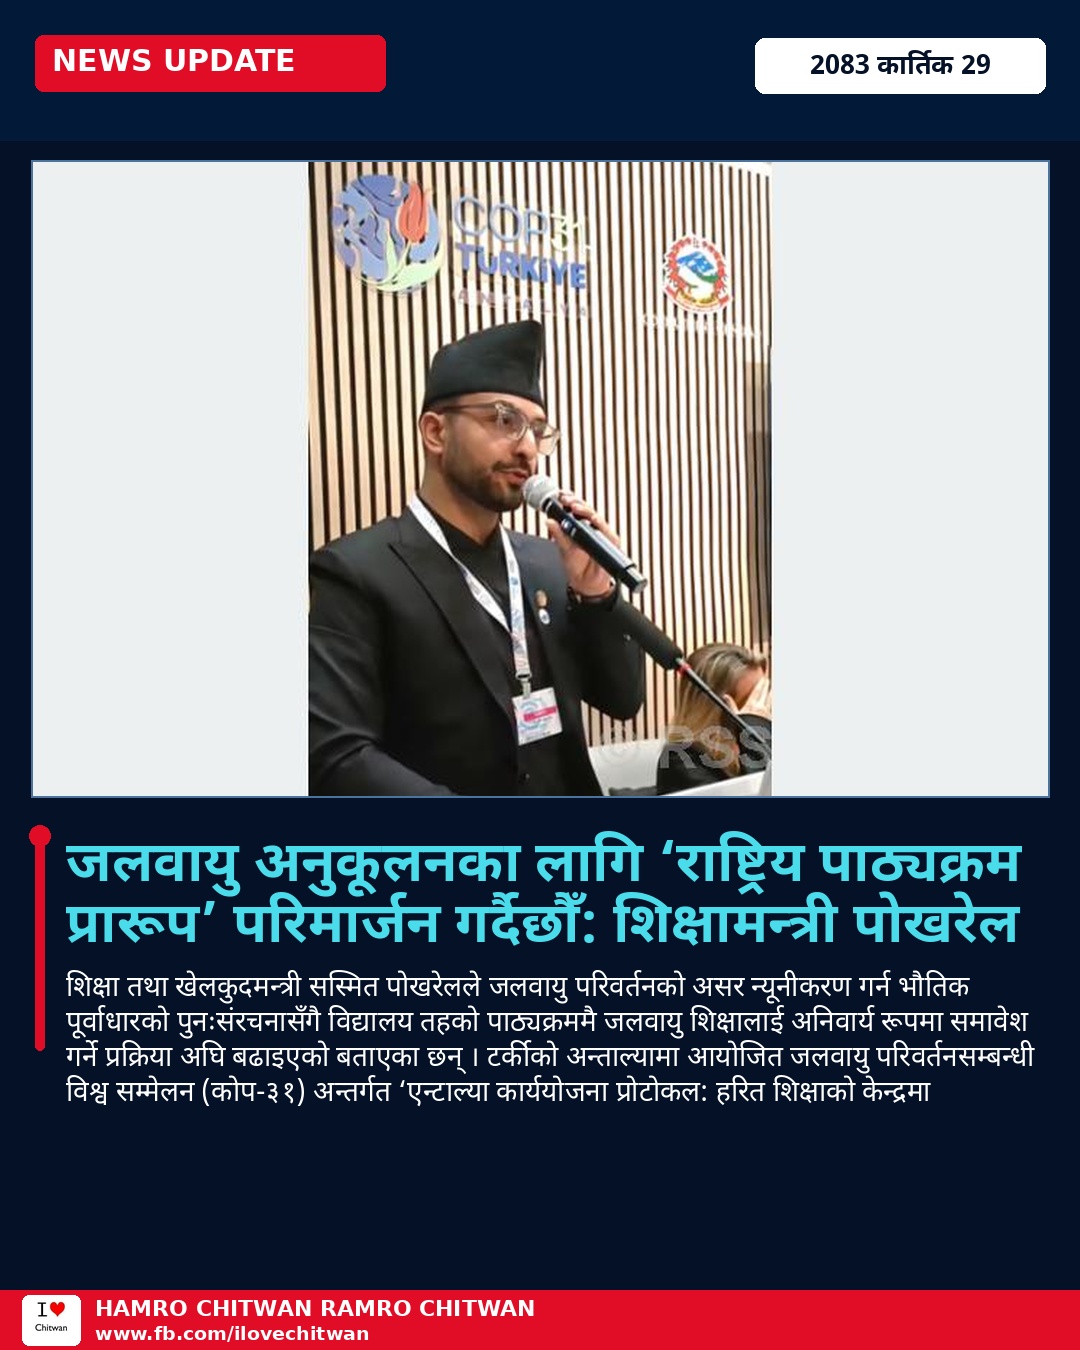 NEWS UPDATE
2083 कार्तिक 29
COP31
TÜRKİYE
ANTALYA
© RSS
जलवायु अनुकूलनका लागि ‘राष्ट्रिय पाठ्यक्रम
प्रारूप’ परिमार्जन गर्दैछौँ: शिक्षामन्त्री पोखरेल
शिक्षा तथा खेलकुदमन्त्री सस्मित पोखरेलले जलवायु परिवर्तनको असर न्यूनीकरण गर्न भौतिक
पूर्वाधारको पुनःसंरचनासँगै विद्यालय तहको पाठ्यक्रममै जलवायु शिक्षालाई अनिवार्य रूपमा समावेश
गर्ने प्रक्रिया अघि बढाइएको बताएका छन् । टर्कीको अन्ताल्यामा आयोजित जलवायु परिवर्तनसम्बन्धी
विश्व सम्मेलन (कोप-३१) अन्तर्गत ‘एन्टाल्या कार्ययोजना प्रोटोकल: हरित शिक्षाको केन्द्रमा
I❤
Chitwan
HAMRO CHITWAN RAMRO CHITWAN
www.fb.com/ilovechitwan